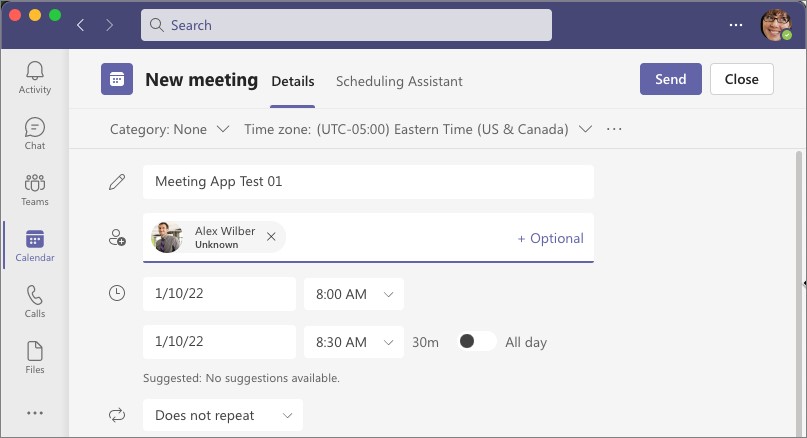 Search
Activity
Chat
Teams
Calendar
Calls
Files
New meeting Details Scheduling Assistant Send Close
Category: None Time zone: (UTC-05:00) Eastern Time (US & Canada)
Meeting App Test 01
Alex Wilber
Unknown
+ Optional
1/10/22 8:00 AM
1/10/22 8:30 AM 30m All day
Suggested: No suggestions available.
Does not repeat